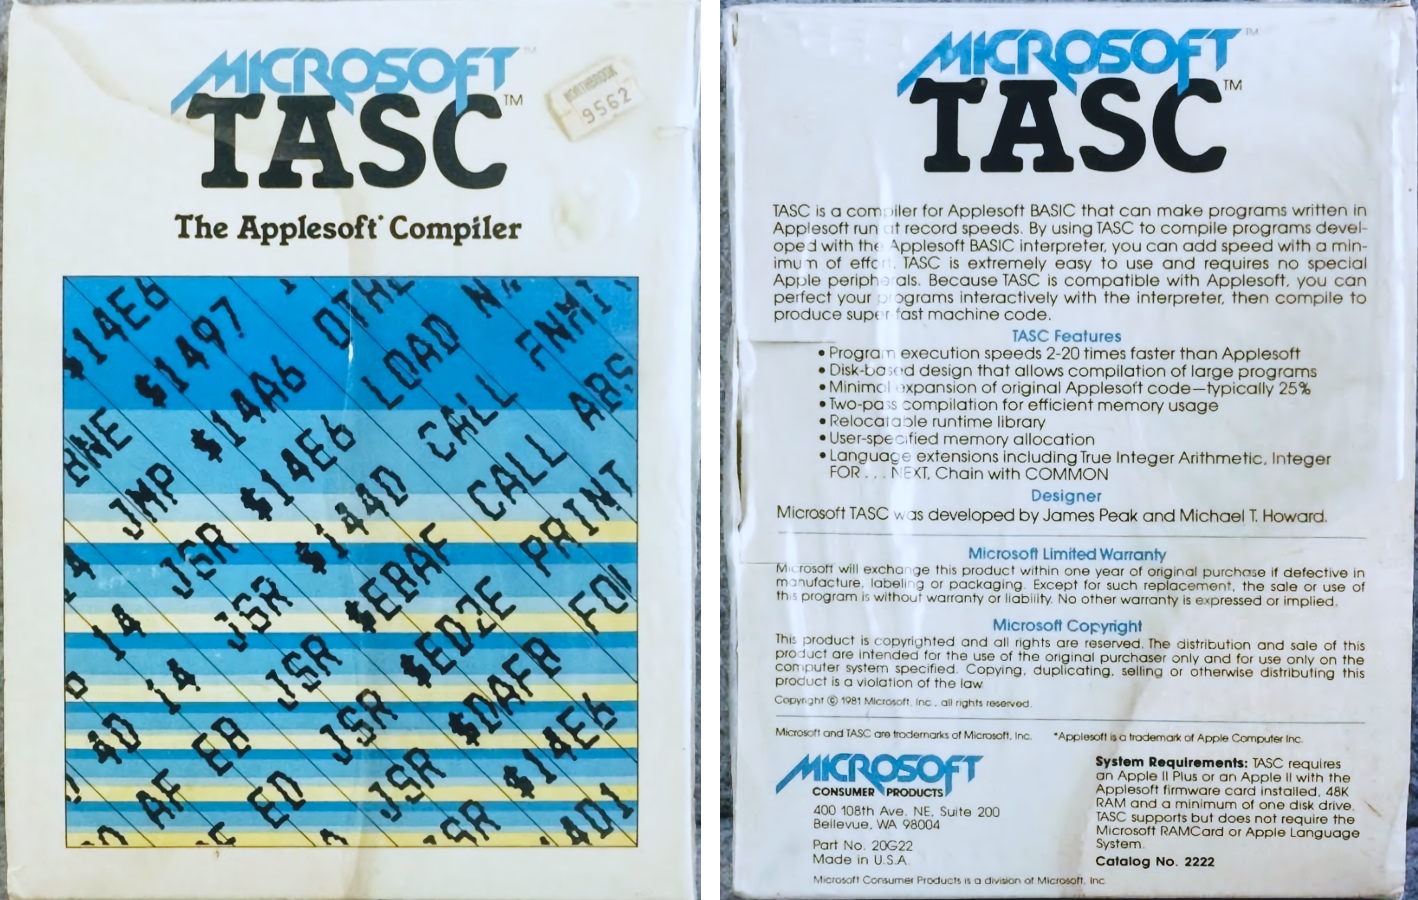 MICROSOFT™
TASC™
NORTHBROOK
9562
The Applesoft* Compiler
$14E6
$1497
OTHE
BNE
$14A6
LOAD
JMP
$14E6
CALL
ABS
JSR
$144D
CALL
14
JSR
$EBAF
PRINT
14
JSR
$ED2E
4D
EB
JSR
$DAFB
AF
ED
JSR
$14E6
JSR
MICROSOFT™
TASC™
TASC is a compiler for Applesoft BASIC that can make programs written in
Applesoft run at record speeds. By using TASC to compile programs devel-
oped with the Applesoft BASIC interpreter, you can add speed with a min-
imum of effort. TASC is extremely easy to use and requires no special
Apple peripherals. Because TASC is compatible with Applesoft, you can
perfect your programs interactively with the interpreter, then compile to
produce super-fast machine code.
TASC Features
• Program execution speeds 2-20 times faster than Applesoft
• Disk-based design that allows compilation of large programs
• Minimal expansion of original Applesoft code—typically 25%
• Two-pass compilation for efficient memory usage
• Relocatable runtime library
• User-specified memory allocation
• Language extensions including True Integer Arithmetic, Integer
FOR . . . NEXT, Chain with COMMON
Designer
Microsoft TASC was developed by James Peak and Michael T. Howard.
Microsoft Limited Warranty
Microsoft will exchange this product within one year of original purchase if defective in
manufacture, labeling or packaging. Except for such replacement, the sale or use of
this program is without warranty or liability. No other warranty is expressed or implied.
Microsoft Copyright
This product is copyrighted and all rights are reserved. The distribution and sale of this
product are intended for the use of the original purchaser only and for use only on the
computer system specified. Copying, duplicating, selling or otherwise distributing this
product is a violation of the law.
Copyright © 1981 Microsoft, Inc., all rights reserved.
Microsoft and TASC are trademarks of Microsoft, Inc. *Applesoft is a trademark of Apple Computer Inc.
MICROSOFT
CONSUMER PRODUCTS
400 108th Ave. NE, Suite 200
Bellevue, WA 98004
Part No. 20G22
Made in U.S.A.
Microsoft Consumer Products is a division of Microsoft, Inc.
System Requirements: TASC requires
an Apple II Plus or an Apple II with the
Applesoft firmware card installed, 48K
RAM and a minimum of one disk drive.
TASC supports but does not require the
Microsoft RAMCard or Apple Language
System.
Catalog No. 2222